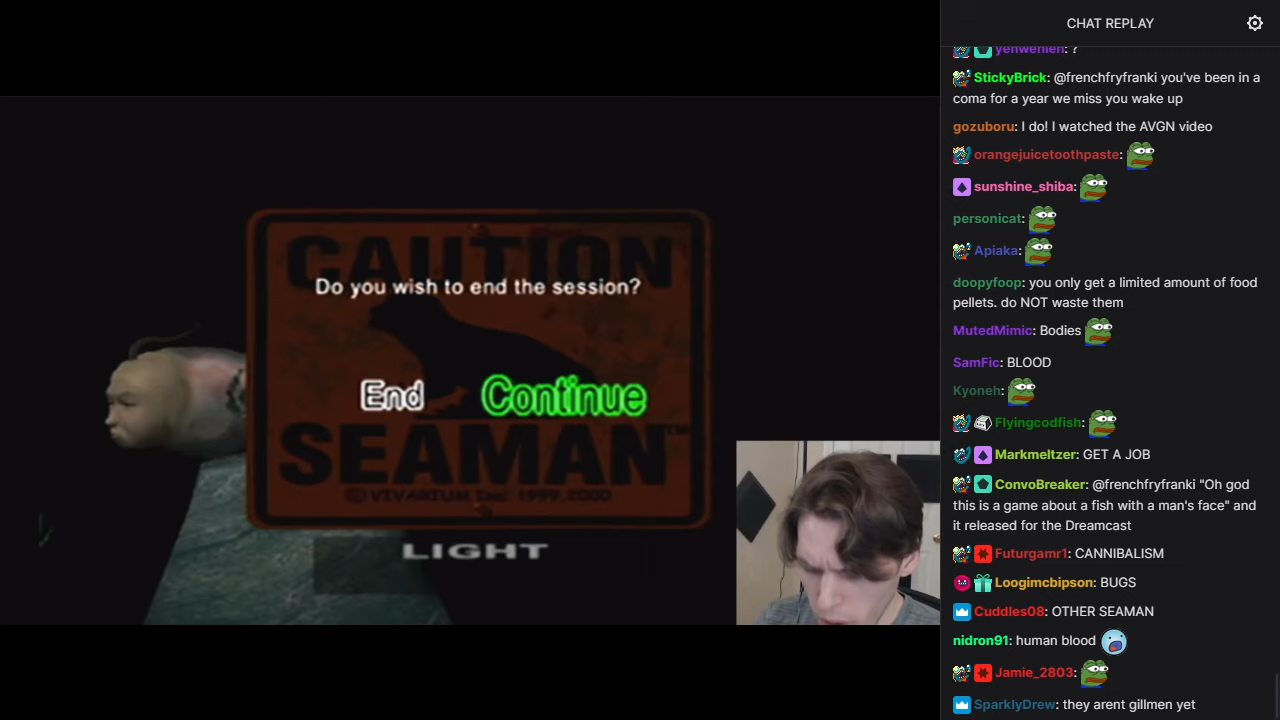 CAUTION
Do you wish to end the session?
End Continue
SEAMAN™
© VIVARIUM Inc. 1999,2000
LIGHT
CHAT REPLAY
yenwenlen: ?
StickyBrick: @frenchfryfranki you've been in a
coma for a year we miss you wake up
gozuboru: I do! I watched the AVGN video
orangejuicetoothpaste:
sunshine_shiba:
personicat:
Apiaka:
doopyfoop: you only get a limited amount of food
pellets. do NOT waste them
MutedMimic: Bodies
SamFic: BLOOD
Kyoneh:
Flyingcodfish:
Markmeltzer: GET A JOB
ConvoBreaker: @frenchfryfranki "Oh god
this is a game about a fish with a man's face" and
it released for the Dreamcast
Futurgamr1: CANNIBALISM
Loogimcbipson: BUGS
Cuddles08: OTHER SEAMAN
nidron91: human blood
Jamie_2803:
SparklyDrew: they arent gillmen yet